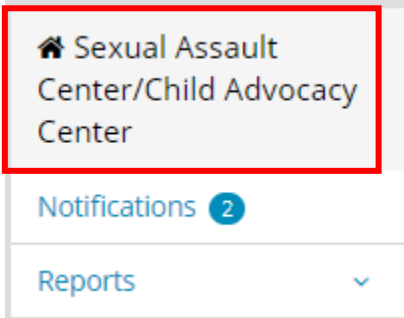 Sexual Assault
Center/Child Advocacy
Center
Notifications 2
Reports